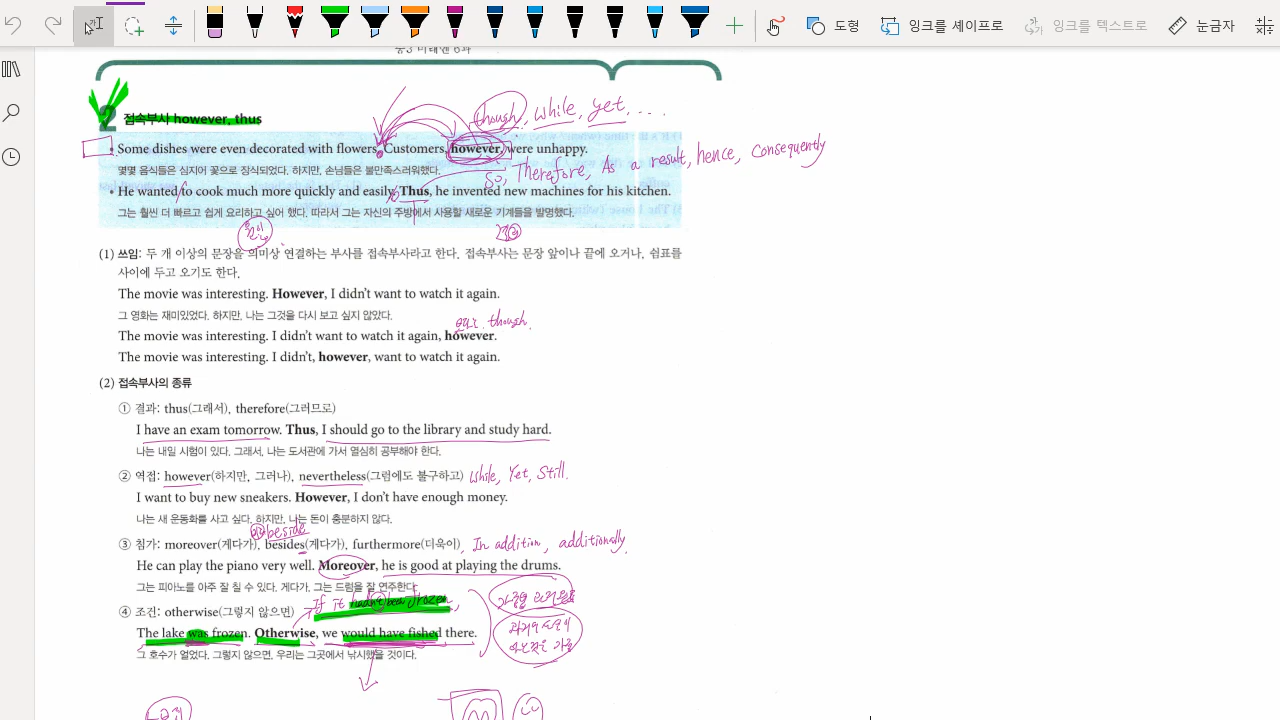 도형 잉크를 셰이프로 잉크를 텍스트로 눈금자
중3 미래엔 6과
2 접속부사 however, thus
though, while, yet, ....
• Some dishes were even decorated with flowers. Customers, however, were unhappy.
몇몇 음식들은 심지어 꽃으로 장식되었다. 하지만, 손님들은 불만족스러워했다.
So, Therefore, As a result, hence, Consequently
• He wanted to cook much more quickly and easily. Thus, he invented new machines for his kitchen.
그는 훨씬 더 빠르고 쉽게 요리하고 싶어 했다. 따라서 그는 자신의 주방에서 사용할 새로운 기계들을 발명했다.
원인 결과
(1) 쓰임: 두 개 이상의 문장을 의미상 연결하는 부사를 접속부사라고 한다. 접속부사는 문장 앞이나 끝에 오거나, 쉼표를
사이에 두고 오기도 한다.
The movie was interesting. However, I didn't want to watch it again.
그 영화는 재미있었다. 하지만, 나는 그것을 다시 보고 싶지 않았다.
though.
The movie was interesting. I didn't want to watch it again, however.
The movie was interesting. I didn't, however, want to watch it again.
(2) 접속부사의 종류
① 결과: thus(그래서), therefore(그러므로)
I have an exam tomorrow. Thus, I should go to the library and study hard.
나는 내일 시험이 있다. 그래서, 나는 도서관에 가서 열심히 공부해야 한다.
② 역접: however(하지만, 그러나), nevertheless(그럼에도 불구하고) while, Yet, Still.
I want to buy new sneakers. However, I don't have enough money.
나는 새 운동화를 사고 싶다. 하지만, 나는 돈이 충분하지 않다.
beside
③ 첨가: moreover(게다가), besides(게다가), furthermore(더욱이), In addition, additionally,
He can play the piano very well. Moreover, he is good at playing the drums.
그는 피아노를 아주 잘 칠 수 있다. 게다가, 그는 드럼을 잘 연주한다.
If it hadn't been frozen,
④ 조건: otherwise(그렇지 않으면)
The lake was frozen. Otherwise, we would have fished there.
그 호수가 얼었다. 그렇지 않으면, 우리는 그곳에서 낚시했을 것이다.